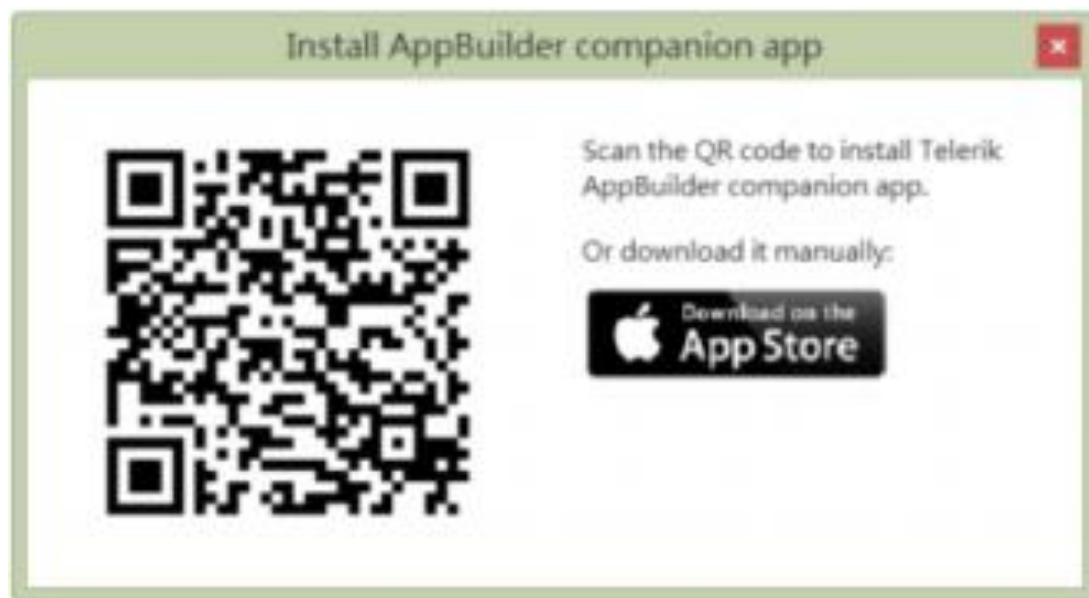 Install AppBuilder companion app
Scan the QR code to install Telerik
AppBuilder companion app.
Or download it manually:
Download on the
App Store